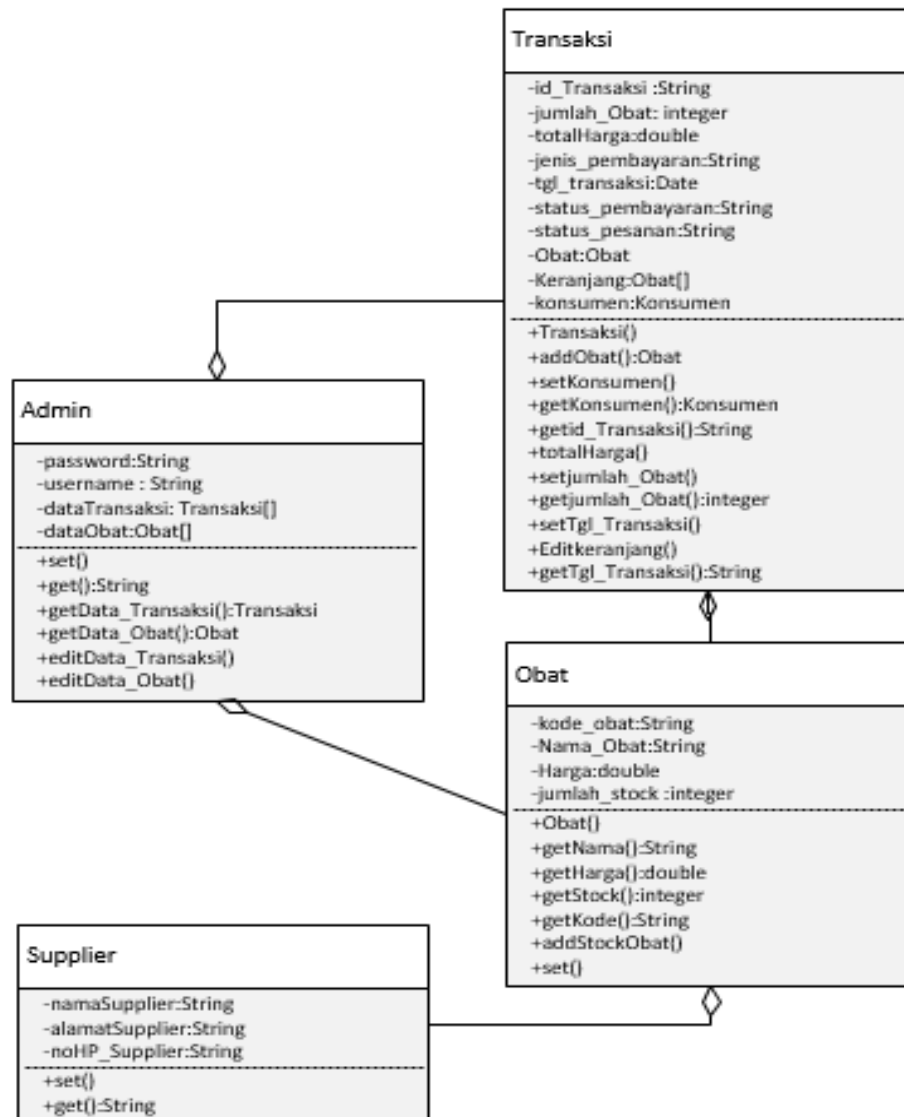 Transaksi
-id_Transaksi :String
-jumlah_Obat: integer
-totalHarga:double
-jenis_pembayaran:String
-tgl_transaksi:Date
-status_pembayaran:String
-status_pesanan:String
-Obat:Obat
-Keranjang:Obat[]
-konsumen:Konsumen
+Transaksi()
+addObat():Obat
+setKonsumen()
+getKonsumen():Konsumen
+getid_Transaksi():String
+totalHarga()
+setjumlah_Obat()
+getjumlah_Obat():integer
+setTgl_Transaksi()
+Editkeranjang()
+getTgl_Transaksi():String
Admin
-password:String
-username : String
-dataTransaksi: Transaksi[]
-dataObat:Obat[]
+set()
+get():String
+getData_Transaksi():Transaksi
+getData_Obat():Obat
+editData_Transaksi()
+editData_Obat()
Obat
-kode_obat:String
-Nama_Obat:String
-Harga:double
-jumlah_stock :integer
+Obat()
+getNama():String
+getHarga():double
+getStock():integer
+getKode():String
+addStockObat()
+set()
Supplier
-namaSupplier:String
-alamatSupplier:String
-noHP_Supplier:String
+set()
+get():String